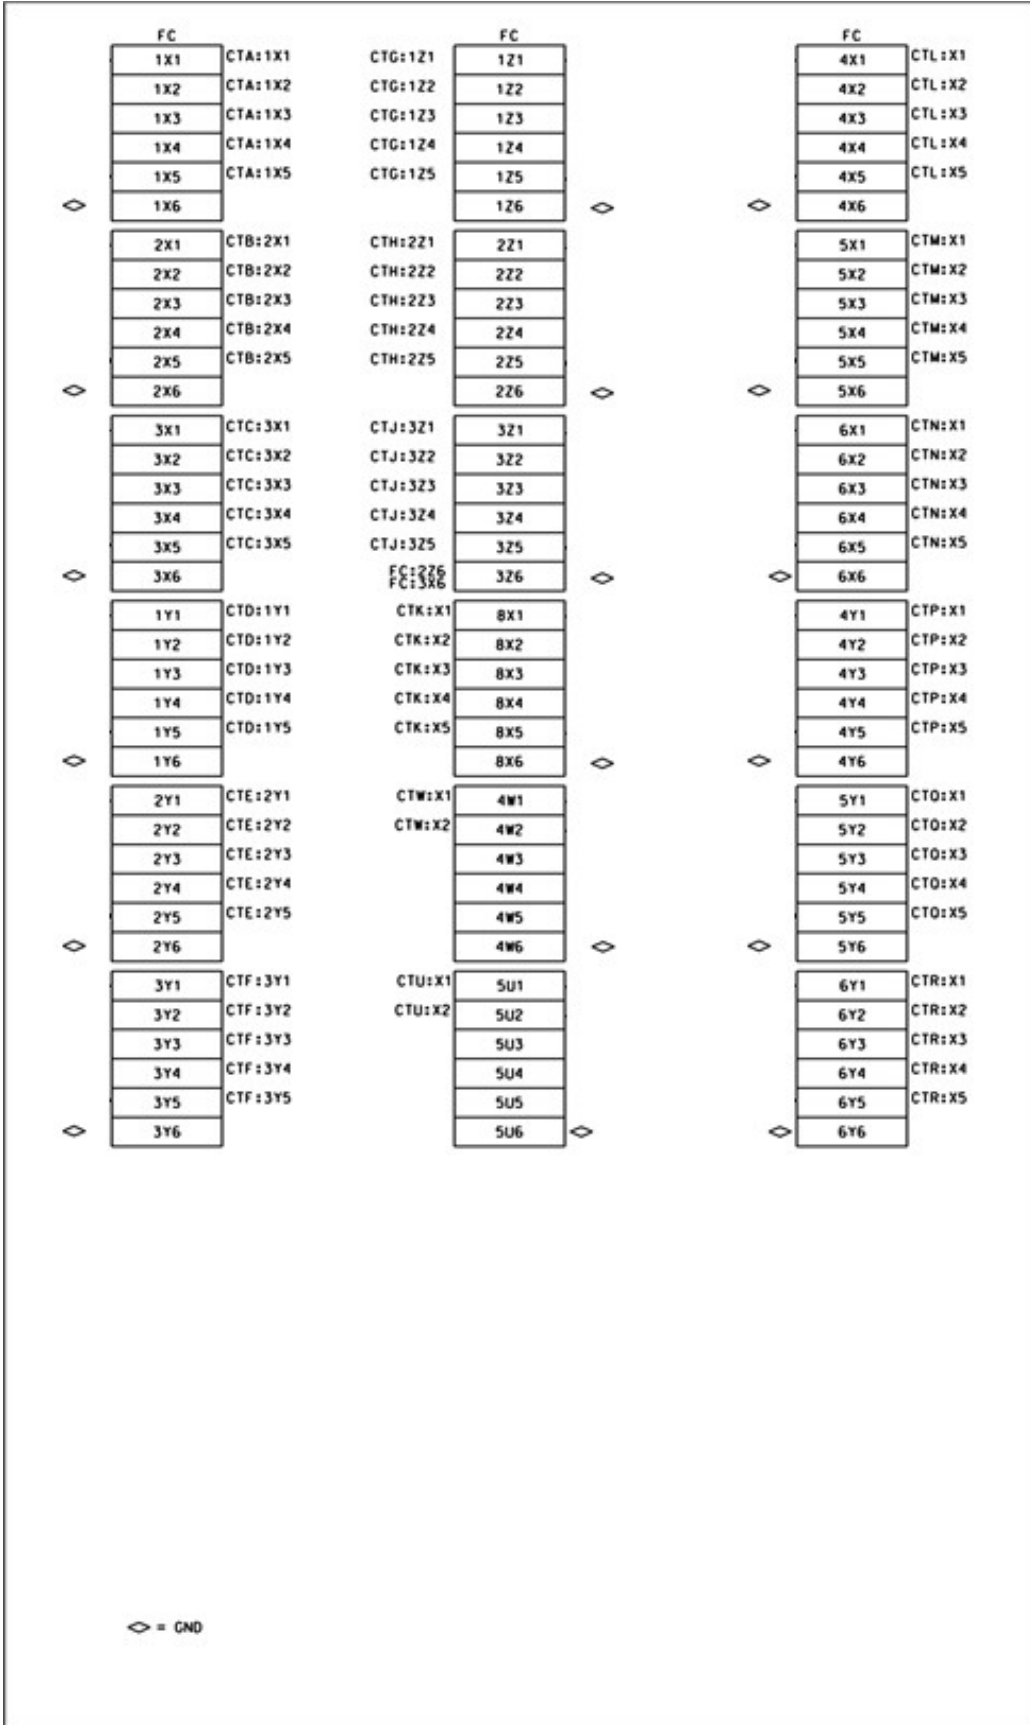 FC
1X1 CTA:1X1
1X2 CTA:1X2
1X3 CTA:1X3
1X4 CTA:1X4
1X5 CTA:1X5
1X6
2X1 CTB:2X1
2X2 CTB:2X2
2X3 CTB:2X3
2X4 CTB:2X4
2X5 CTB:2X5
2X6
3X1 CTC:3X1
3X2 CTC:3X2
3X3 CTC:3X3
3X4 CTC:3X4
3X5 CTC:3X5
3X6
1Y1 CTD:1Y1
1Y2 CTD:1Y2
1Y3 CTD:1Y3
1Y4 CTD:1Y4
1Y5 CTD:1Y5
1Y6
2Y1 CTE:2Y1
2Y2 CTE:2Y2
2Y3 CTE:2Y3
2Y4 CTE:2Y4
2Y5 CTE:2Y5
2Y6
3Y1 CTF:3Y1
3Y2 CTF:3Y2
3Y3 CTF:3Y3
3Y4 CTF:3Y4
3Y5 CTF:3Y5
3Y6
FC
CTG:1Z1 1Z1
CTG:1Z2 1Z2
CTG:1Z3 1Z3
CTG:1Z4 1Z4
CTG:1Z5 1Z5
1Z6
CTH:2Z1 2Z1
CTH:2Z2 2Z2
CTH:2Z3 2Z3
CTH:2Z4 2Z4
CTH:2Z5 2Z5
2Z6
CTJ:3Z1 3Z1
CTJ:3Z2 3Z2
CTJ:3Z3 3Z3
CTJ:3Z4 3Z4
CTJ:3Z5 3Z5
FC:2Z6
FC:3X6 3Z6
CTK:X1 8X1
CTK:X2 8X2
CTK:X3 8X3
CTK:X4 8X4
CTK:X5 8X5
8X6
CTW:X1 4W1
CTW:X2 4W2
4W3
4W4
4W5
4W6
CTU:X1 5U1
CTU:X2 5U2
5U3
5U4
5U5
5U6
FC
4X1 CTL:X1
4X2 CTL:X2
4X3 CTL:X3
4X4 CTL:X4
4X5 CTL:X5
4X6
5X1 CTM:X1
5X2 CTM:X2
5X3 CTM:X3
5X4 CTM:X4
5X5 CTM:X5
5X6
6X1 CTN:X1
6X2 CTN:X2
6X3 CTN:X3
6X4 CTN:X4
6X5 CTN:X5
6X6
4Y1 CTP:X1
4Y2 CTP:X2
4Y3 CTP:X3
4Y4 CTP:X4
4Y5 CTP:X5
4Y6
5Y1 CTQ:X1
5Y2 CTQ:X2
5Y3 CTQ:X3
5Y4 CTQ:X4
5Y5 CTQ:X5
5Y6
6Y1 CTR:X1
6Y2 CTR:X2
6Y3 CTR:X3
6Y4 CTR:X4
6Y5 CTR:X5
6Y6
= GND